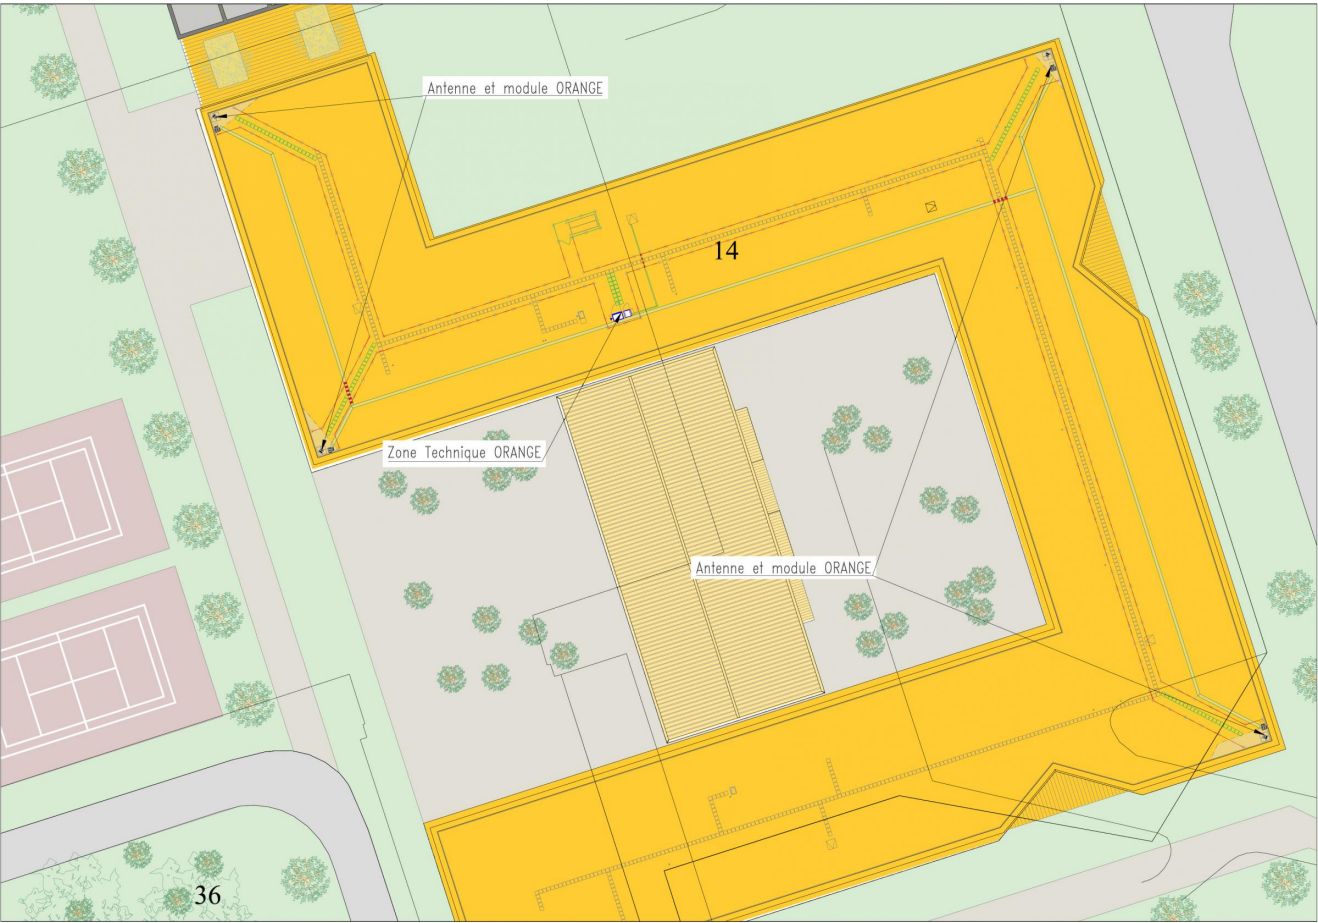 Antenne et module ORANGE
14
Zone Technique ORANGE
Antenne et module ORANGE
36